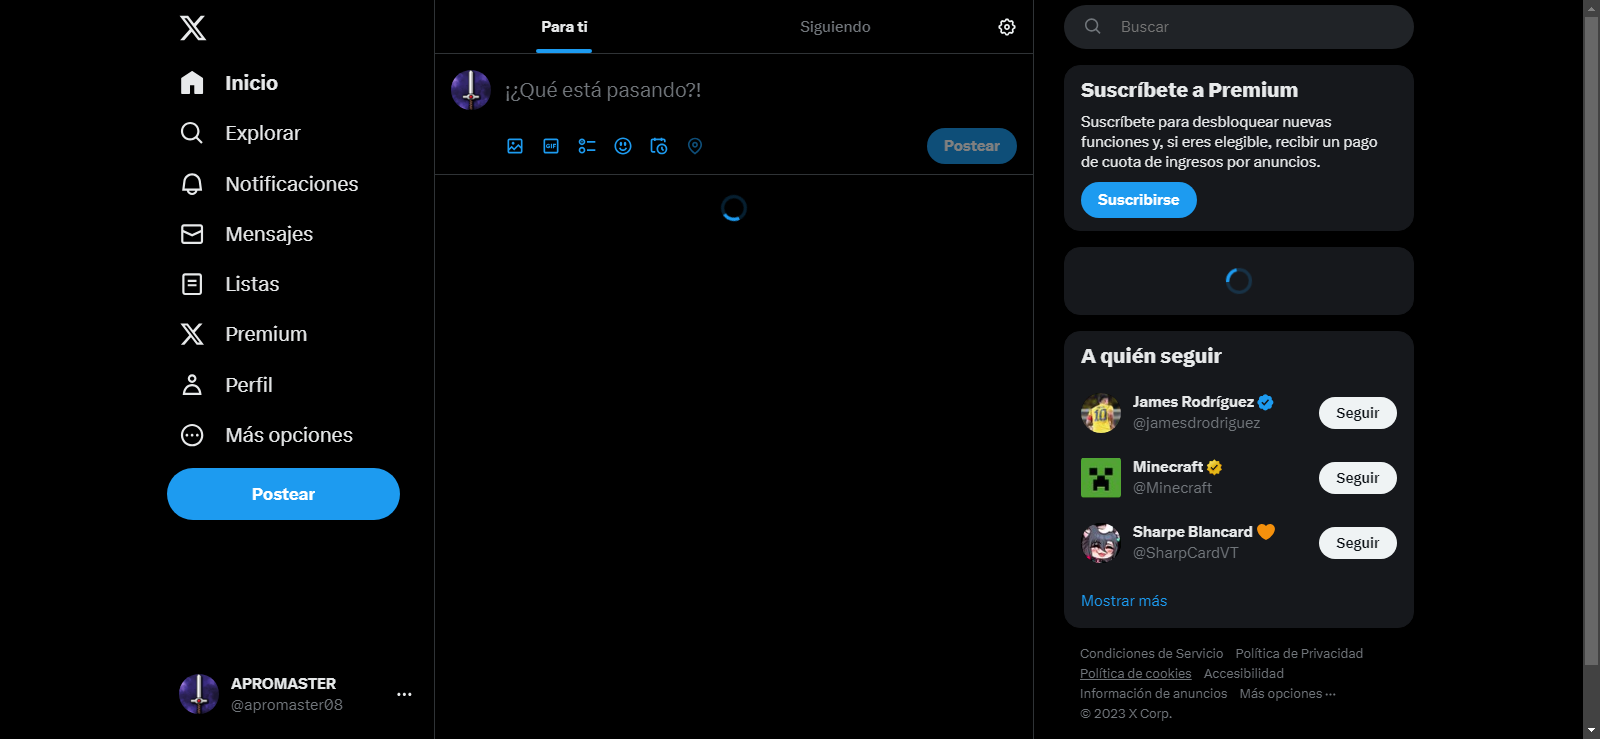 Inicio
Explorar
Notificaciones
Mensajes
Listas
Premium
Perfil
Más opciones
Postear
APROMASTER
@apromaster08
Para ti
Siguiendo
¡¿Qué está pasando?!
GIF
Postear
Buscar
Suscríbete a Premium
Suscríbete para desbloquear nuevas
funciones y, si eres elegible, recibir un pago
de cuota de ingresos por anuncios.
Suscribirse
A quién seguir
James Rodríguez
@jamesdrodriguez
Seguir
Minecraft
@Minecraft
Seguir
Sharpe Blancard 🧡
@SharpCardVT
Seguir
Mostrar más
Condiciones de Servicio Política de Privacidad
Política de cookies Accesibilidad
Información de anuncios Más opciones ···
© 2023 X Corp.